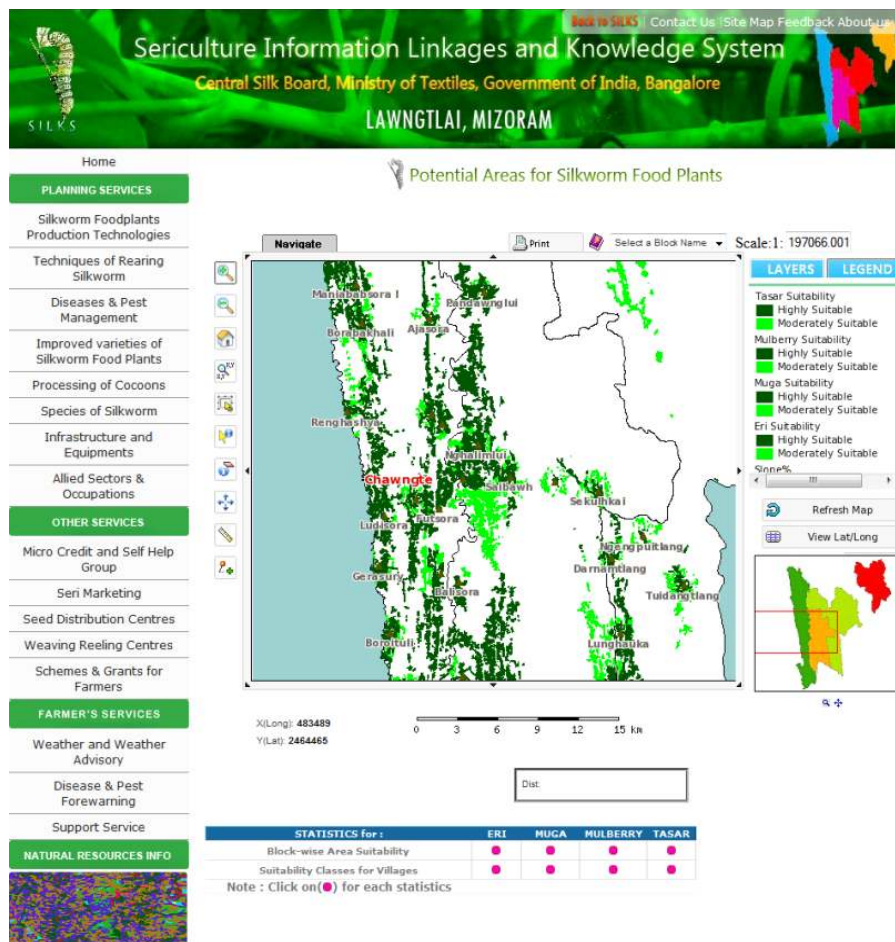 Back to SILKS | Contact Us |Site Map Feedback About us
Sericulture Information Linkages and Knowledge System
Central Silk Board, Ministry of Textiles, Government of India, Bangalore
LAWNGTLAI, MIZORAM
SILKS
Home
PLANNING SERVICES
Silkworm Foodplants
Production Technologies
Techniques of Rearing
Silkworm
Diseases & Pest
Management
Improved varieties of
Silkworm Food Plants
Processing of Cocoons
Species of Silkworm
Infrastructure and
Equipments
Allied Sectors &
Occupations
OTHER SERVICES
Micro Credit and Self Help
Group
Seri Marketing
Seed Distribution Centres
Weaving Reeling Centres
Schemes & Grants for
Farmers
FARMER'S SERVICES
Weather and Weather
Advisory
Disease & Pest
Forewarning
Support Service
NATURAL RESOURCES INFO
Potential Areas for Silkworm Food Plants
Navigate
Print
Select a Block Name
Scale:1: 197066.001
Maniababsora I
Pandawnglui
Borapakhali
Ajasora
Renghashya
Nghalimlui
Chawngte
Saibawh
Sekulhkai
Ludisora
Futsora
Ngengpuitlang
Gerasury
Darnamtlang
Balisora
Tuidangtlang
Boroituli
Lunghauka
LAYERS
LEGEND
Tasar Suitability
Highly Suitable
Moderately Suitable
Mulberry Suitability
Highly Suitable
Moderately Suitable
Muga Suitability
Highly Suitable
Moderately Suitable
Eri Suitability
Highly Suitable
Moderately Suitable
Slope%
Refresh Map
View Lat/Long
X(Long): 483489
Y(Lat): 2464465
0 3 6 9 12 15 km
Dist:
STATISTICS for : ERI MUGA MULBERRY TASAR
Block-wise Area Suitability
Suitability Classes for Villages
Note : Click on(●) for each statistics